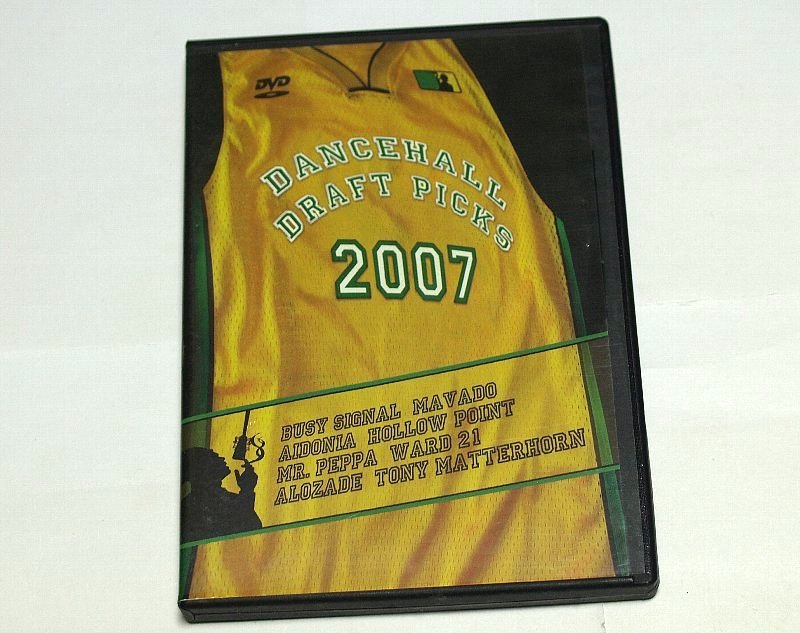 DVD
DANCEHALL
DRAFT PICKS
2007
BUSY SIGNAL MAVADO
AIDONIA HOLLOW POINT
MR. PEPPA WARD 21
ALOZADE TONY MATTERHORN